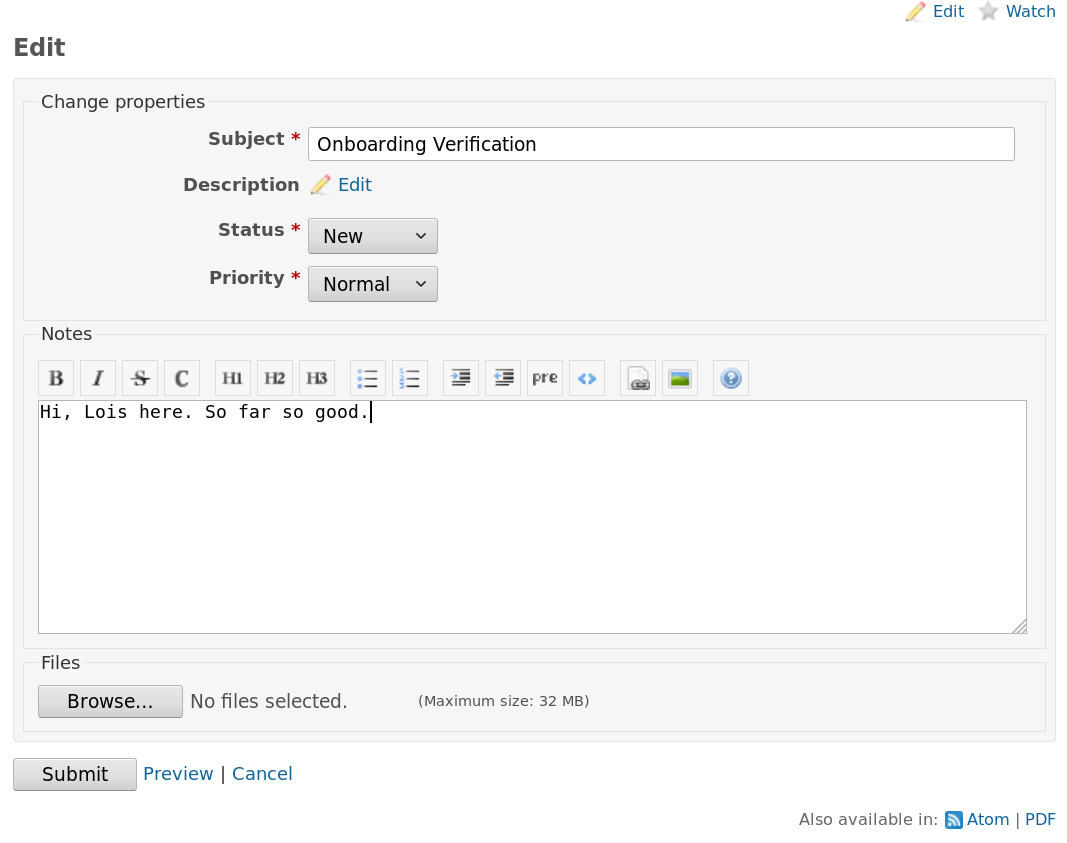 Edit Watch
Edit
Change properties
Subject * Onboarding Verification
Description Edit
Status * New
Priority * Normal
Notes
B I S C H1 H2 H3 pre <> ?
Hi, Lois here. So far so good.
Files
Browse... No files selected. (Maximum size: 32 MB)
Submit Preview | Cancel
Also available in: Atom | PDF